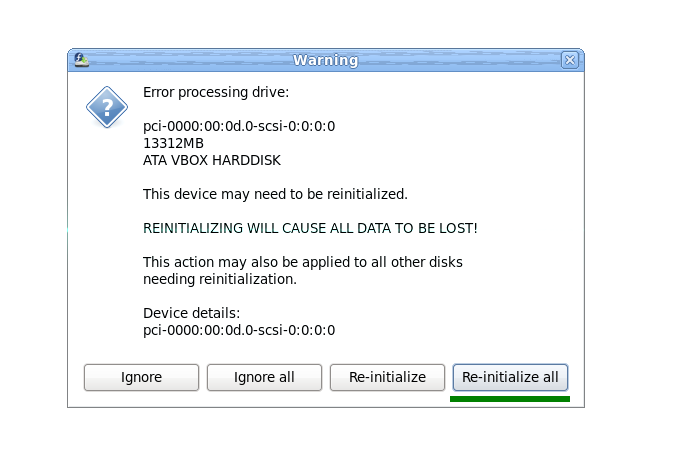 Warning
Error processing drive:
pci-0000:00:0d.0-scsi-0:0:0:0
13312MB
ATA VBOX HARDDISK
This device may need to be reinitialized.
REINITIALIZING WILL CAUSE ALL DATA TO BE LOST!
This action may also be applied to all other disks
needing reinitialization.
Device details:
pci-0000:00:0d.0-scsi-0:0:0:0
Ignore
Ignore all
Re-initialize
Re-initialize all